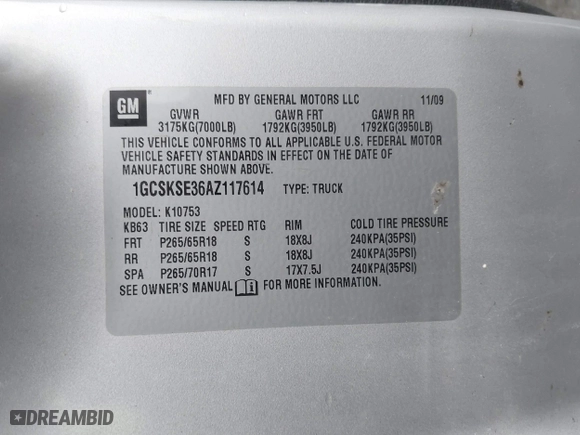 GM
MFD BY GENERAL MOTORS LLC 11/09
GVWR GAWR FRT GAWR RR
3175KG(7000LB) 1792KG(3950LB) 1792KG(3950LB)
THIS VEHICLE CONFORMS TO ALL APPLICABLE U.S. FEDERAL MOTOR
VEHICLE SAFETY STANDARDS IN EFFECT ON THE DATE OF
MANUFACTURE SHOWN ABOVE.
1GCSKSE36AZ117614 TYPE: TRUCK
MODEL: K10753
KB63 TIRE SIZE SPEED RTG RIM COLD TIRE PRESSURE
FRT P265/65R18 S 18X8J 240KPA(35PSI)
RR P265/65R18 S 18X8J 240KPA(35PSI)
SPA P265/70R17 S 17X7.5J 240KPA(35PSI)
SEE OWNER'S MANUAL FOR MORE INFORMATION.
DREAMBID